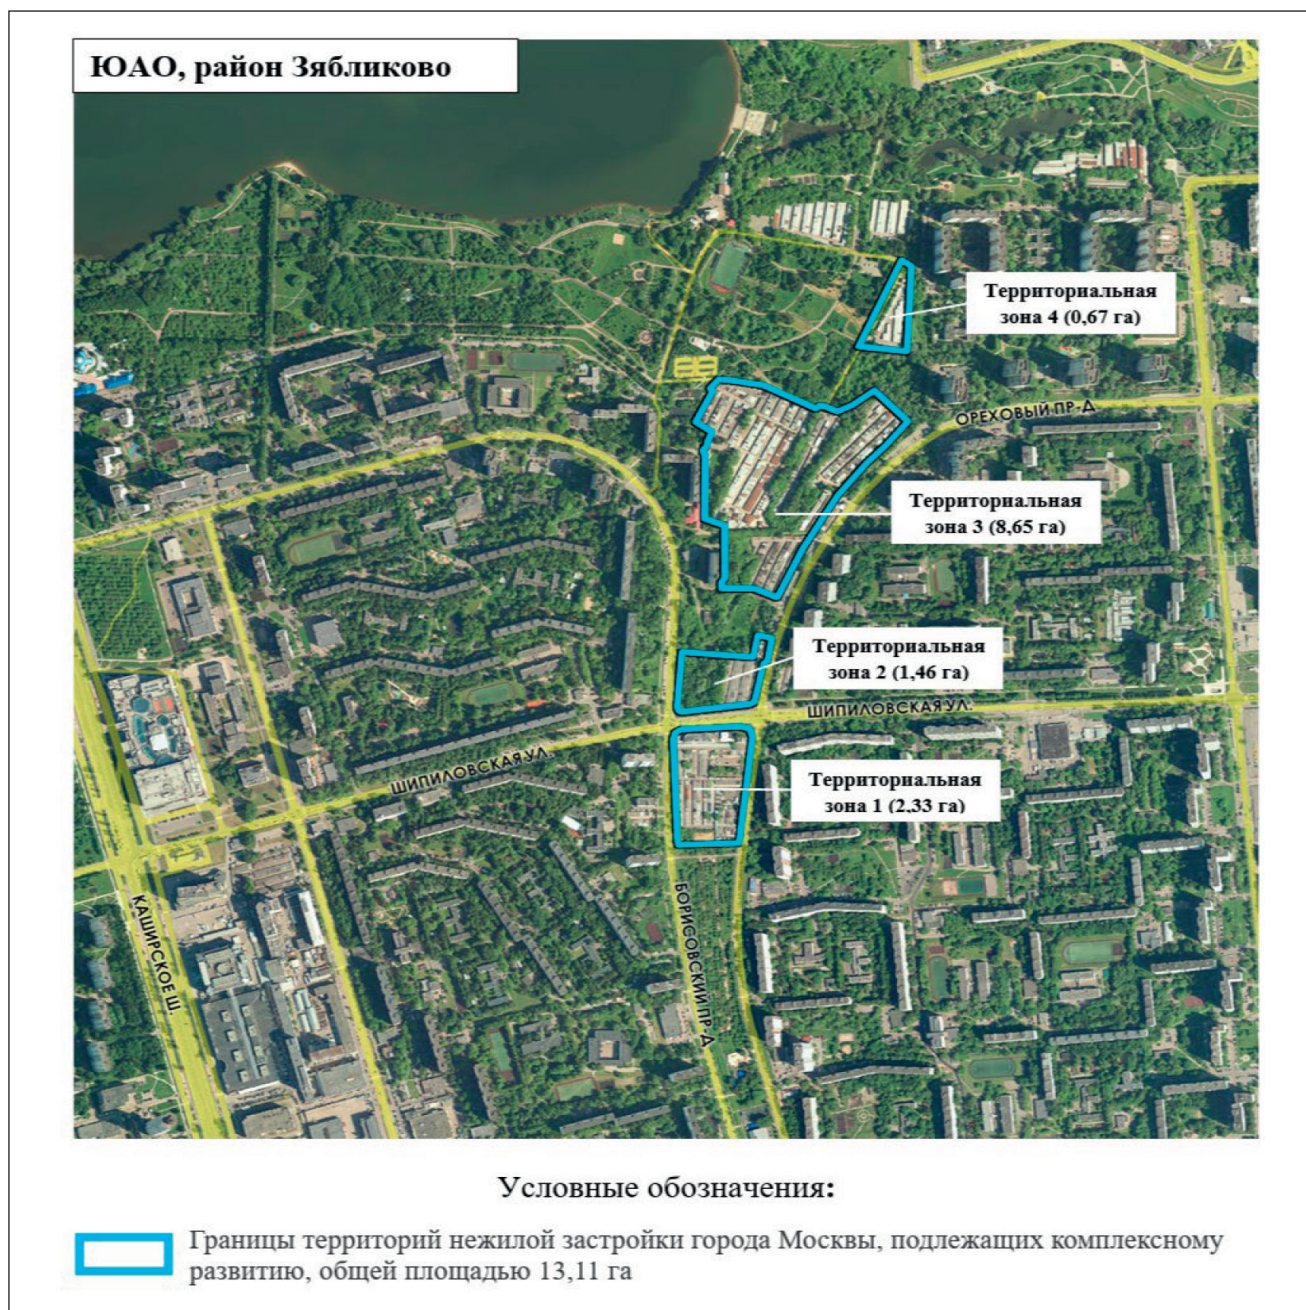 ЮАО, район Зябликово
Территориальная
зона 4 (0,67 га)
ОРЕХОВЫЙ ПР-Д
Территориальная
зона 3 (8,65 га)
Территориальная
зона 2 (1,46 га)
ШИПИЛОВСКАЯ УЛ.
ШИПИЛОВСКАЯ УЛ.
Территориальная
зона 1 (2,33 га)
КАШИРСКОЕ Ш.
БОРИСОВСКИЙ ПР-Д
Условные обозначения:
Границы территорий нежилой застройки города Москвы, подлежащих комплексному
развитию, общей площадью 13,11 га